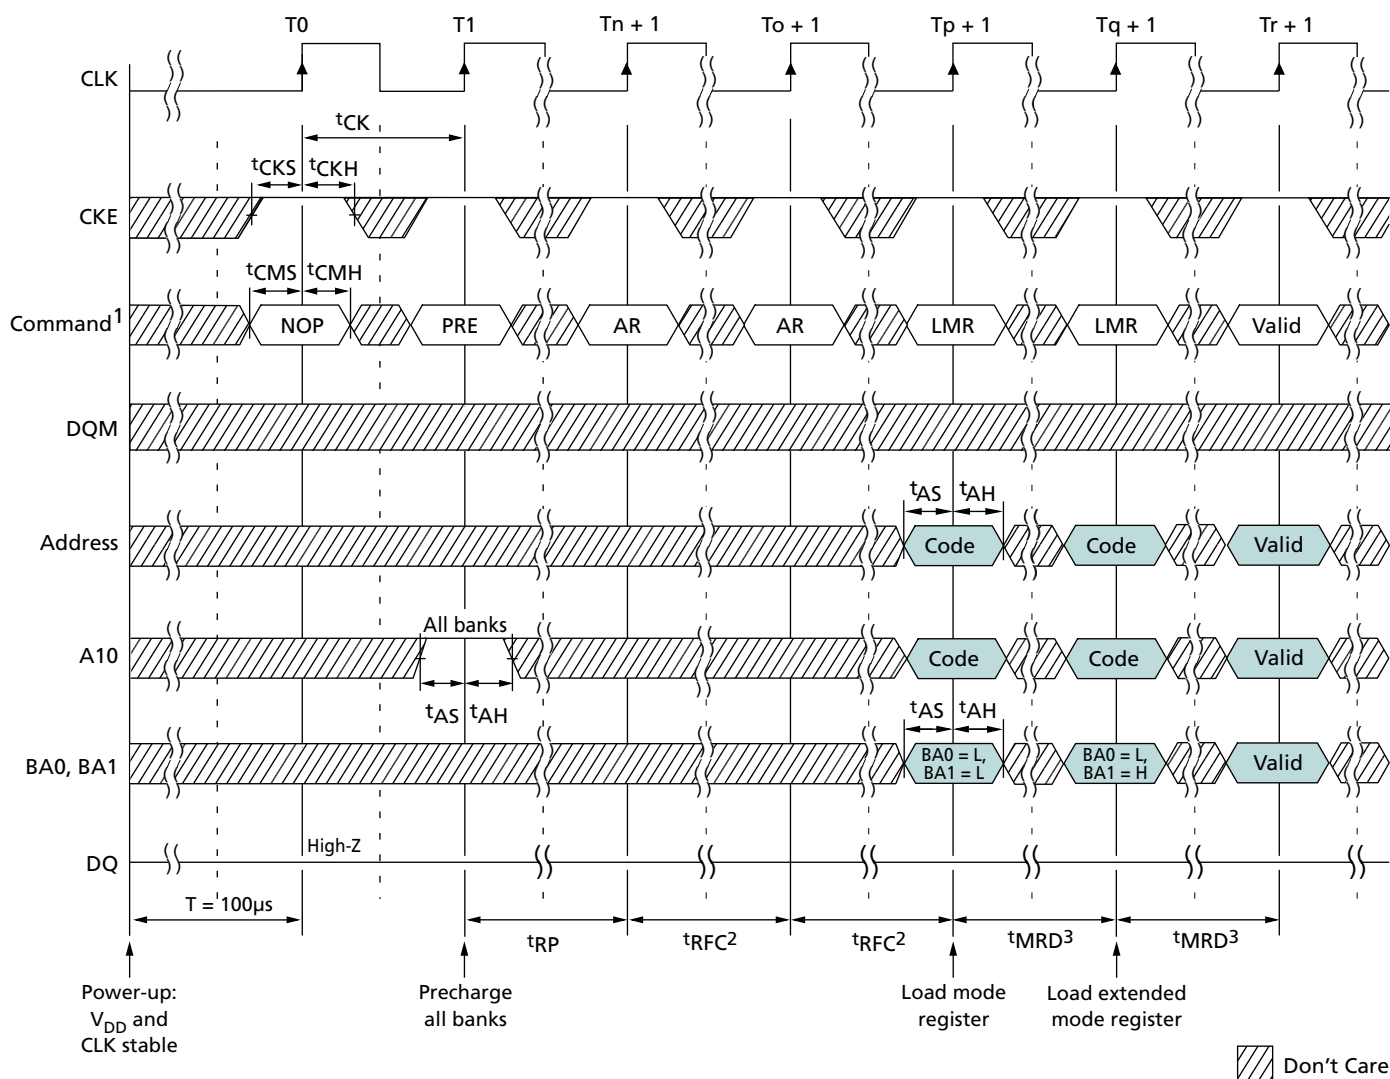 T0 T1 Tn + 1 To + 1 Tp + 1 Tq + 1 Tr + 1
CLK
tCK
tCKS tCKH
CKE
tCMS tCMH
Command1 NOP PRE AR AR LMR LMR Valid
DQM
tAS tAH
Address Code Code Valid
All banks
A10 Code Code Valid
tAS tAH tAS tAH
BA0, BA1 BA0 = L, BA0 = L, Valid
BA1 = L BA1 = H
High-Z
DQ
T = 100µs
tRP tRFC2 tRFC2 tMRD3 tMRD3
Power-up: Precharge Load mode Load extended
VDD and all banks register mode register
CLK stable
Don't Care